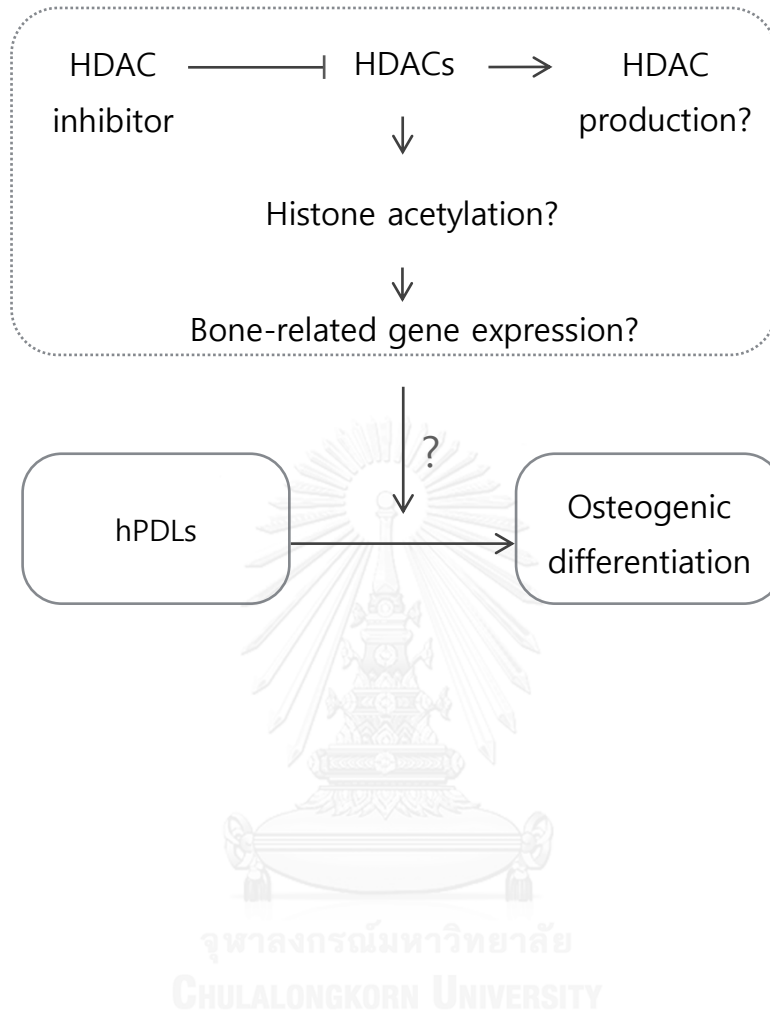 HDAC inhibitor
HDACs
HDAC production?
Histone acetylation?
Bone-related gene expression?
?
hPDLs
Osteogenic differentiation
จุฬาลงกรณ์มหาวิทยาลัย
CHULALONGKORN UNIVERSITY